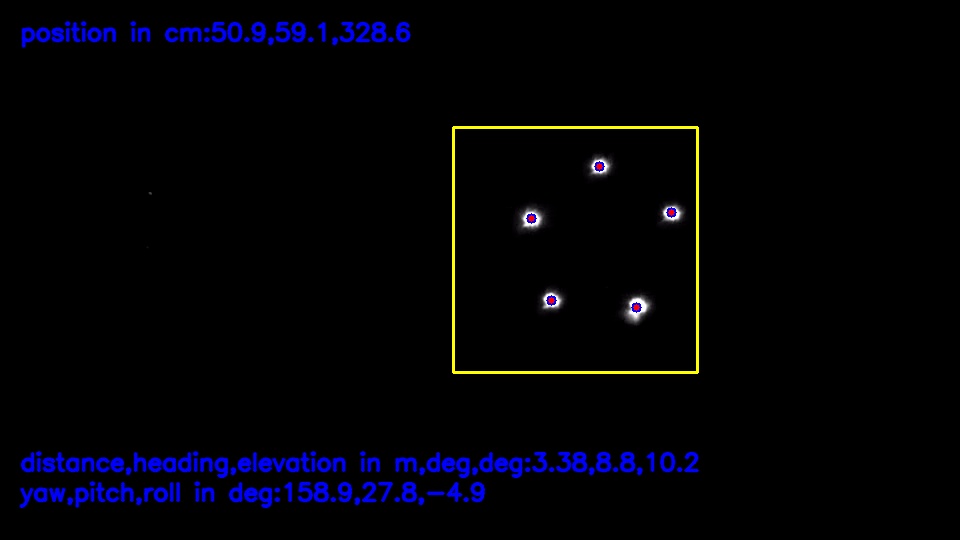 position in cm:50.9,59.1,328.6
distance,heading,elevation in m,deg,deg:3.38,8.8,10.2
yaw,pitch,roll in deg:158.9,27.8,-4.9